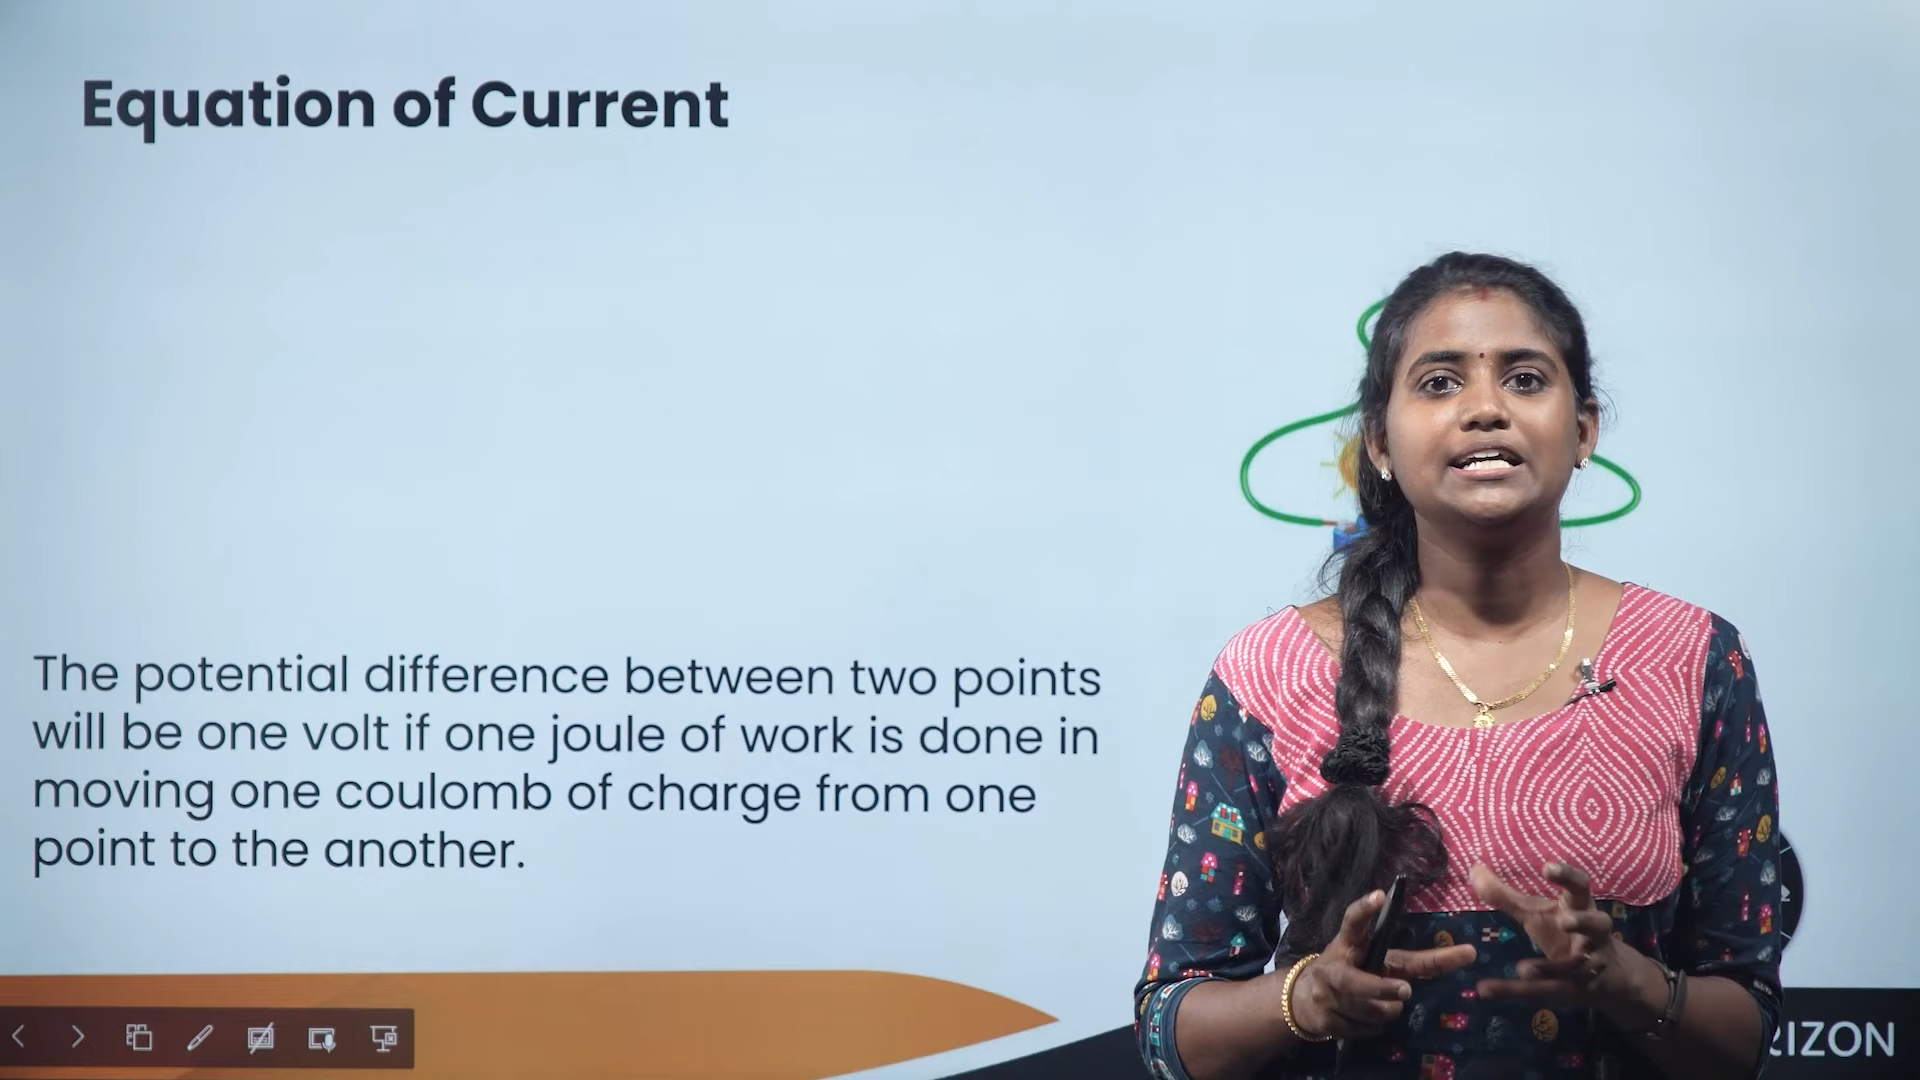 Equation of Current
The potential difference between two points
will be one volt if one joule of work is done in
moving one coulomb of charge from one
point to the another.